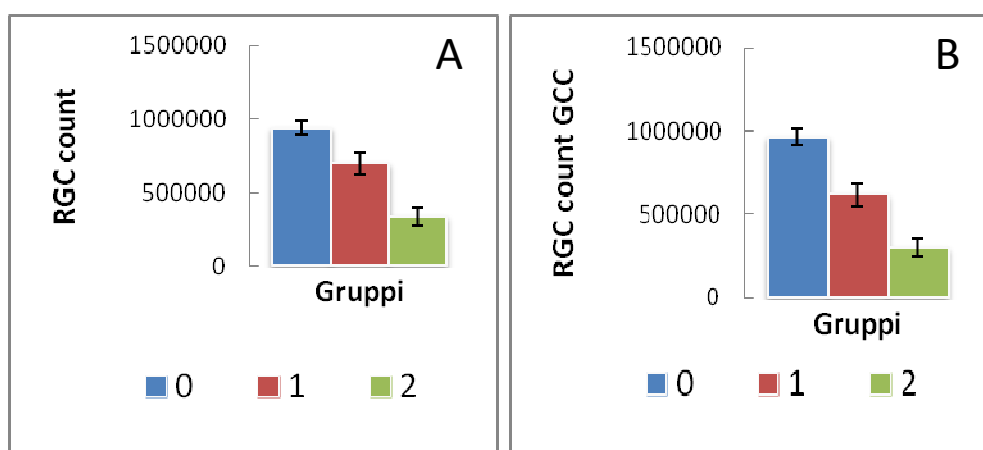 A
1500000
1000000
500000
0
RGC count
Gruppi
0 1 2
B
1500000
1000000
500000
0
RGC count GCC
Gruppi
0 1 2